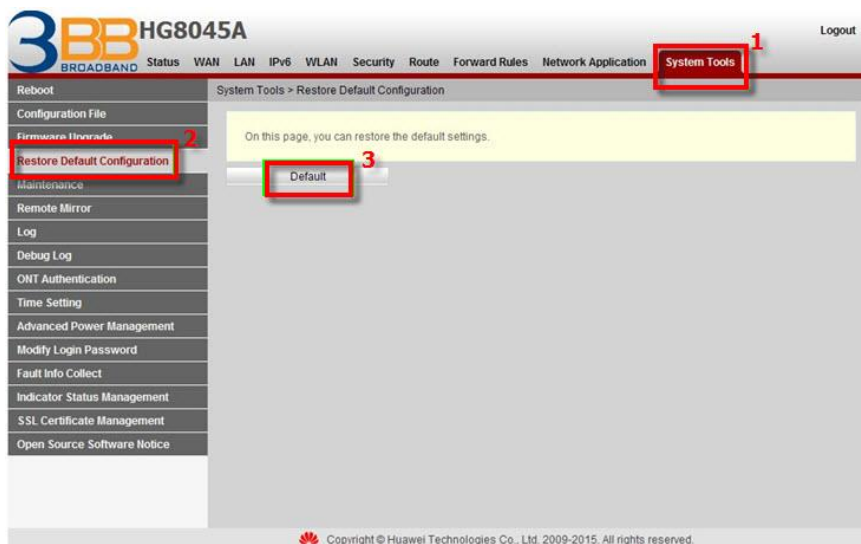 3BB HG8045A
BROADBAND
Logout
1
Status WAN LAN IPv6 WLAN Security Route Forward Rules Network Application System Tools
Reboot
System Tools > Restore Default Configuration
Configuration File
Firmware Upgrade
2
On this page, you can restore the default settings.
Restore Default Configuration
3
Default
Maintenance
Remote Mirror
Log
Debug Log
ONT Authentication
Time Setting
Advanced Power Management
Modify Login Password
Fault Info Collect
Indicator Status Management
SSL Certificate Management
Open Source Software Notice
Copyright © Huawei Technologies Co., Ltd. 2009-2015. All rights reserved.